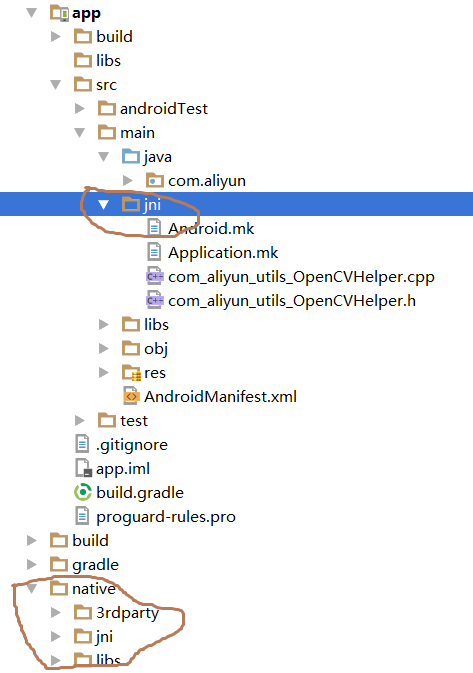 app
build
libs
src
androidTest
main
java
com.aliyun
jni
Android.mk
Application.mk
com_aliyun_utils_OpenCVHelper.cpp
com_aliyun_utils_OpenCVHelper.h
libs
obj
res
AndroidManifest.xml
test
.gitignore
app.iml
build.gradle
proguard-rules.pro
build
gradle
native
3rdparty
jni
libs